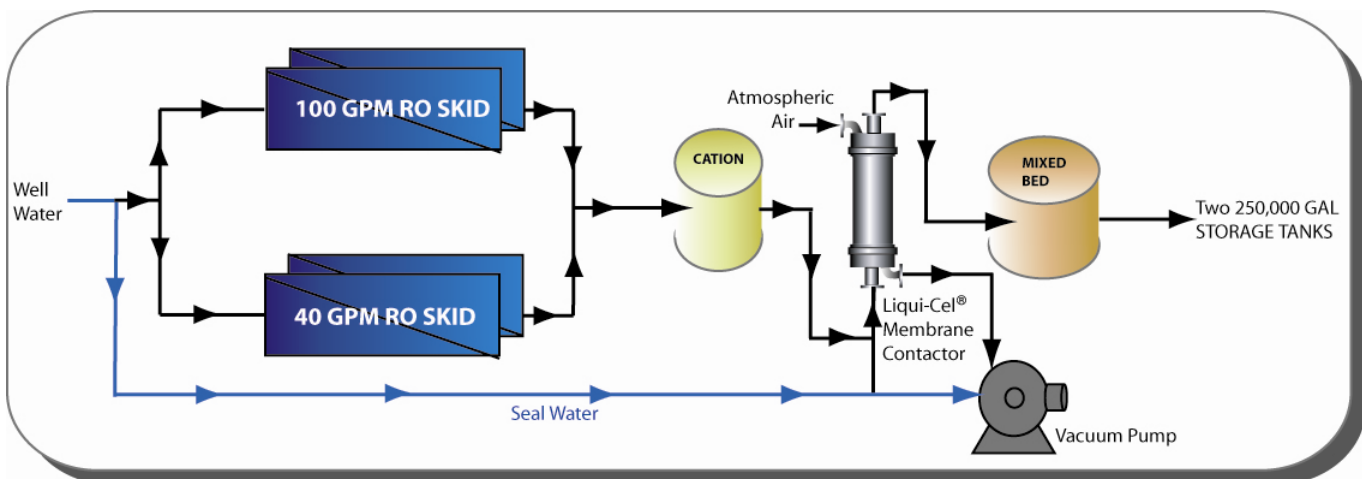 Well
Water
100 GPM RO SKID
40 GPM RO SKID
Seal Water
CATION
Atmospheric
Air
Liqui-Cel®
Membrane
Contactor
Vacuum Pump
MIXED
BED
Two 250,000 GAL
STORAGE TANKS